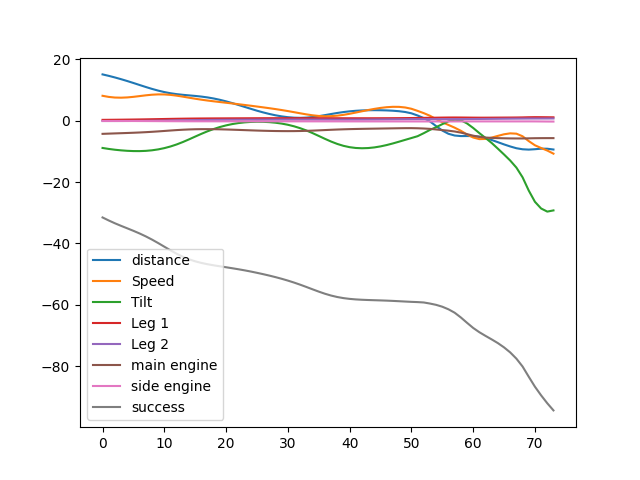 20
0
−20
−40
−60
−80
distance
Speed
Tilt
Leg 1
Leg 2
main engine
side engine
success
0 10 20 30 40 50 60 70